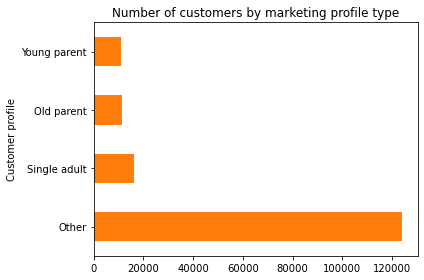 Number of customers by marketing profile type
Customer profile
Young parent
Old parent
Single adult
Other
0 20000 40000 60000 80000 100000 120000